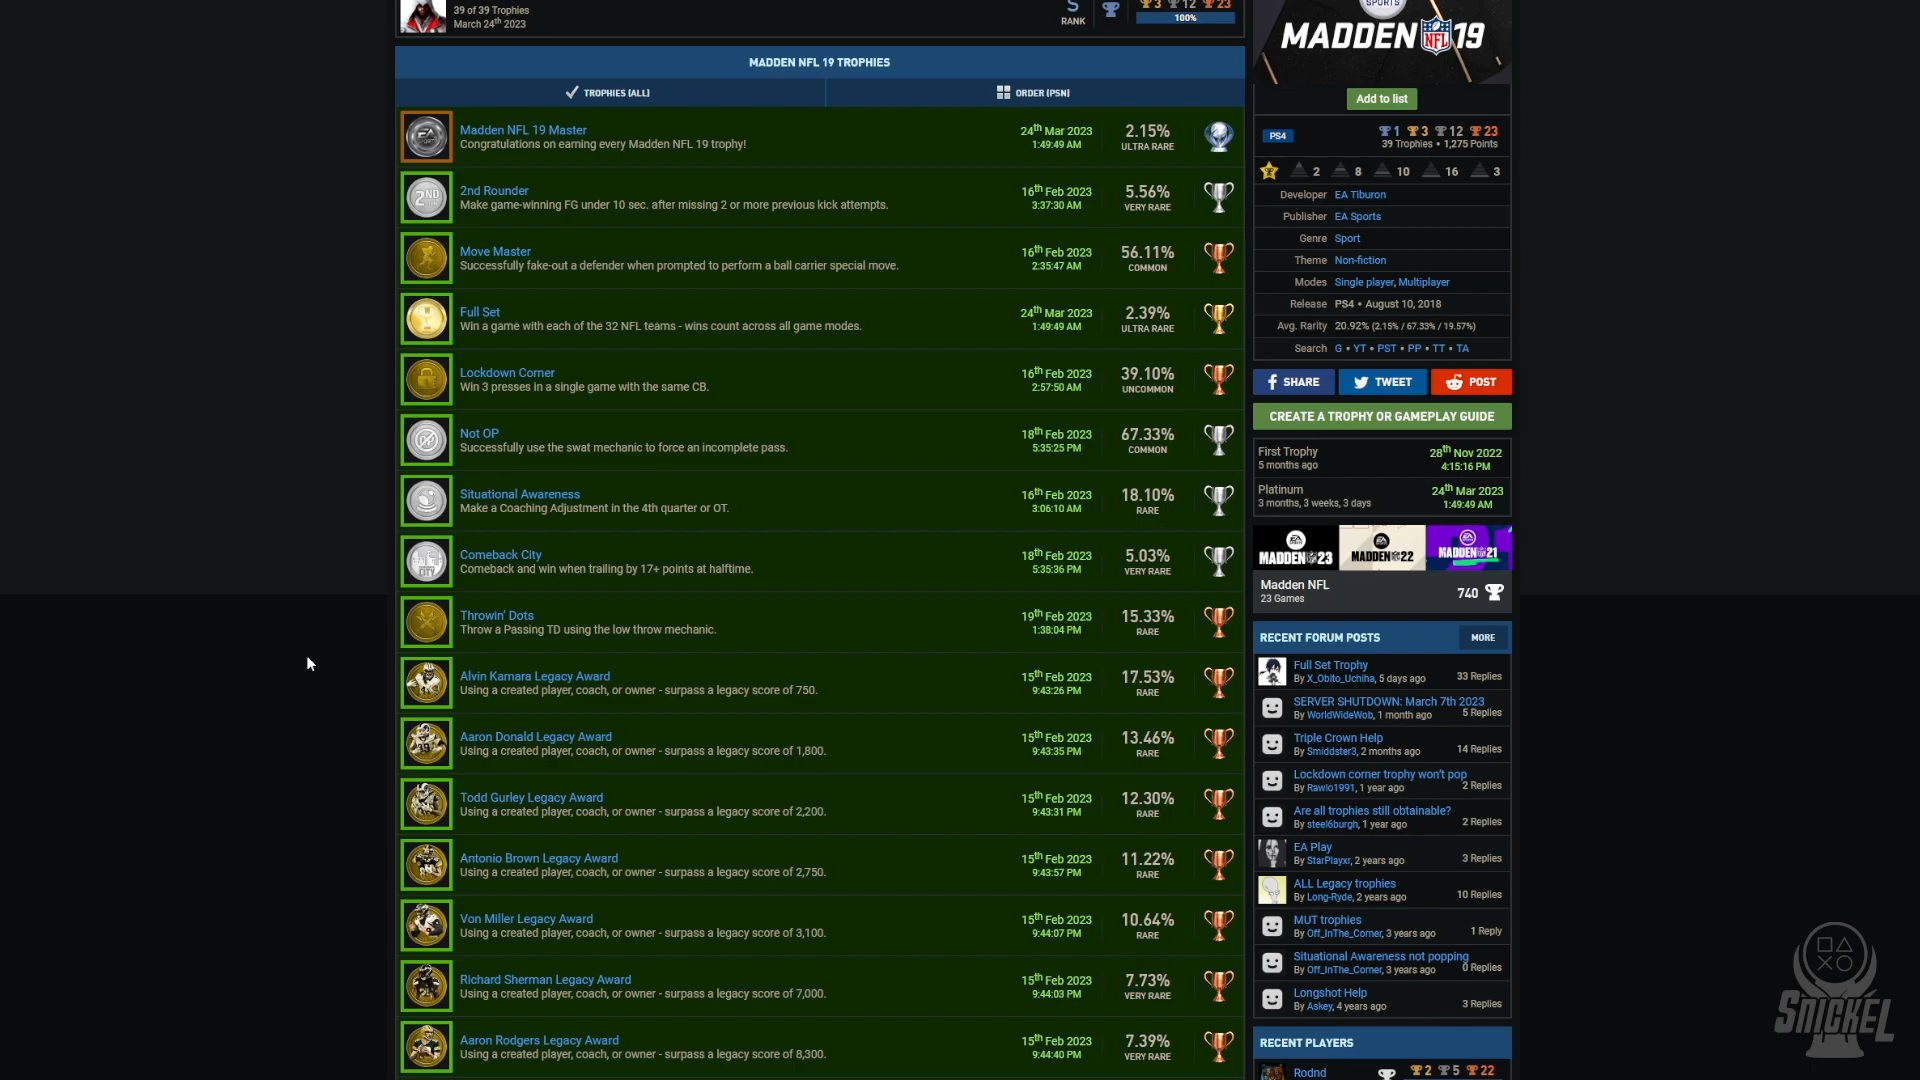 39 of 39 Trophies
March 24th 2023
S
RANK
3 12 23
100%
MADDEN NFL 19 TROPHIES
TROPHIES (ALL)
ORDER (PSN)
Madden NFL 19 Master
Congratulations on earning every Madden NFL 19 trophy!
24th Mar 2023
1:49:49 AM
2.15%
ULTRA RARE
2nd Rounder
Make game-winning FG under 10 sec. after missing 2 or more previous kick attempts.
16th Feb 2023
3:37:30 AM
5.56%
VERY RARE
Move Master
Successfully fake-out a defender when prompted to perform a ball carrier special move.
16th Feb 2023
2:35:47 AM
56.11%
COMMON
Full Set
Win a game with each of the 32 NFL teams - wins count across all game modes.
24th Mar 2023
1:49:49 AM
2.39%
ULTRA RARE
Lockdown Corner
Win 3 presses in a single game with the same CB.
16th Feb 2023
2:57:50 AM
39.10%
UNCOMMON
Not OP
Successfully use the swat mechanic to force an incomplete pass.
18th Feb 2023
5:35:25 PM
67.33%
COMMON
Situational Awareness
Make a Coaching Adjustment in the 4th quarter or OT.
16th Feb 2023
3:06:10 AM
18.10%
RARE
Comeback City
Comeback and win when trailing by 17+ points at halftime.
18th Feb 2023
5:35:36 PM
5.03%
VERY RARE
Throwin' Dots
Throw a Passing TD using the low throw mechanic.
19th Feb 2023
1:38:04 PM
15.33%
RARE
Alvin Kamara Legacy Award
Using a created player, coach, or owner - surpass a legacy score of 750.
15th Feb 2023
9:43:26 PM
17.53%
RARE
Aaron Donald Legacy Award
Using a created player, coach, or owner - surpass a legacy score of 1,800.
15th Feb 2023
9:43:35 PM
13.46%
RARE
Todd Gurley Legacy Award
Using a created player, coach, or owner - surpass a legacy score of 2,200.
15th Feb 2023
9:43:31 PM
12.30%
RARE
Antonio Brown Legacy Award
Using a created player, coach, or owner - surpass a legacy score of 2,750.
15th Feb 2023
9:43:57 PM
11.22%
RARE
Von Miller Legacy Award
Using a created player, coach, or owner - surpass a legacy score of 3,100.
15th Feb 2023
9:44:07 PM
10.64%
RARE
Richard Sherman Legacy Award
Using a created player, coach, or owner - surpass a legacy score of 7,000.
15th Feb 2023
9:44:03 PM
7.73%
VERY RARE
Aaron Rodgers Legacy Award
Using a created player, coach, or owner - surpass a legacy score of 8,300.
15th Feb 2023
9:44:40 PM
7.39%
VERY RARE
SPORTS
MADDEN NFL 19
Add to list
PS4
1 3 12 23
39 Trophies • 1,275 Points
2 8 10 16 3
Developer EA Tiburon
Publisher EA Sports
Genre Sport
Theme Non-fiction
Modes Single player, Multiplayer
Release PS4 • August 10, 2018
Avg. Rarity 20.92% (2.15% / 67.33% / 19.57%)
Search G • YT • PST • PP • TT • TA
SHARE
TWEET
POST
CREATE A TROPHY OR GAMEPLAY GUIDE
First Trophy
5 months ago
28th Nov 2022
4:15:16 PM
Platinum
3 months, 3 weeks, 3 days
24th Mar 2023
1:49:49 AM
MADDEN 23
MADDEN 22
MADDEN 21
Madden NFL
23 Games
740
RECENT FORUM POSTS
MORE
Full Set Trophy
By X_Obito_Uchiha, 5 days ago
33 Replies
SERVER SHUTDOWN: March 7th 2023
By WorldWideWob, 1 month ago
5 Replies
Triple Crown Help
By Smiddster3, 2 months ago
14 Replies
Lockdown corner trophy won't pop
By Rawlo1991, 1 year ago
2 Replies
Are all trophies still obtainable?
By steel6burgh, 1 year ago
2 Replies
EA Play
By StarPlayxr, 2 years ago
3 Replies
ALL Legacy trophies
By Long-Ryde, 2 years ago
10 Replies
MUT trophies
By Off_InThe_Corner, 3 years ago
1 Reply
Situational Awareness not popping
By Off_InThe_Corner, 3 years ago
0 Replies
Longshot Help
By Askey, 4 years ago
3 Replies
RECENT PLAYERS
Rodnd
2 5 22
SNICKEL